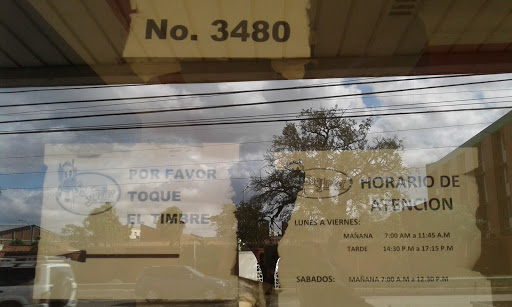 No. 3480
POR FAVOR
TOQUE
EL TIMBRE
HORARIO DE
ATENCION
LUNES A VIERNES:
MAÑANA 7:00 AM a 11:45 A.M
TARDE 14:30 P.M a 17:15 P.M
SABADOS: MAÑANA 7:00 A.M a 12.30 P.M